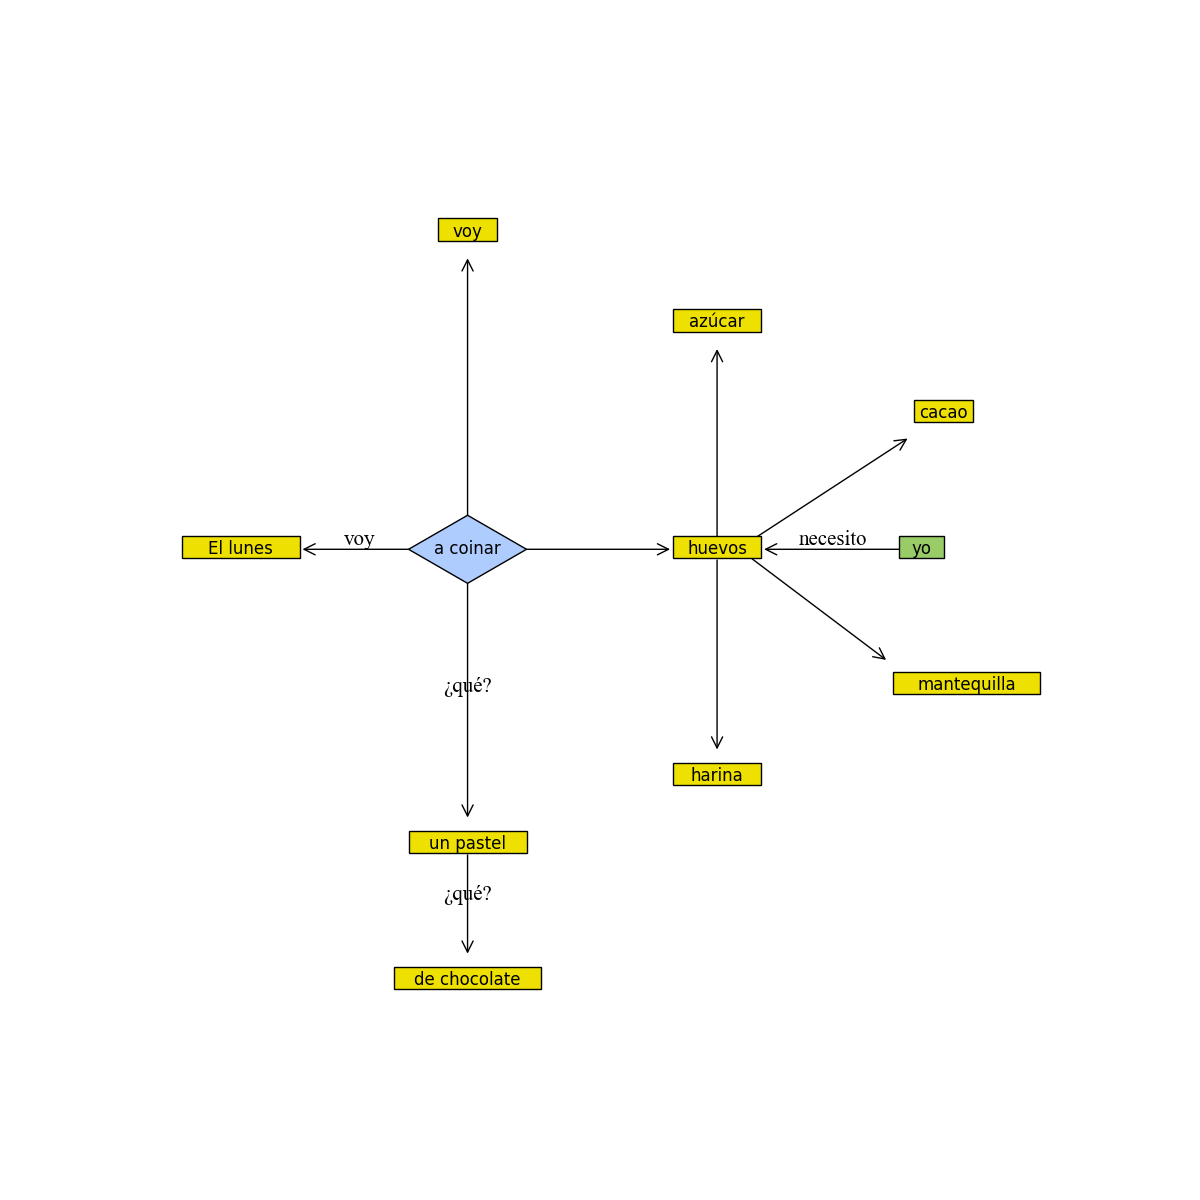 voy
azúcar
cacao
El lunes
voy
a coinar
huevos
necesito
yo
¿qué?
mantequilla
harina
un pastel
¿qué?
de chocolate